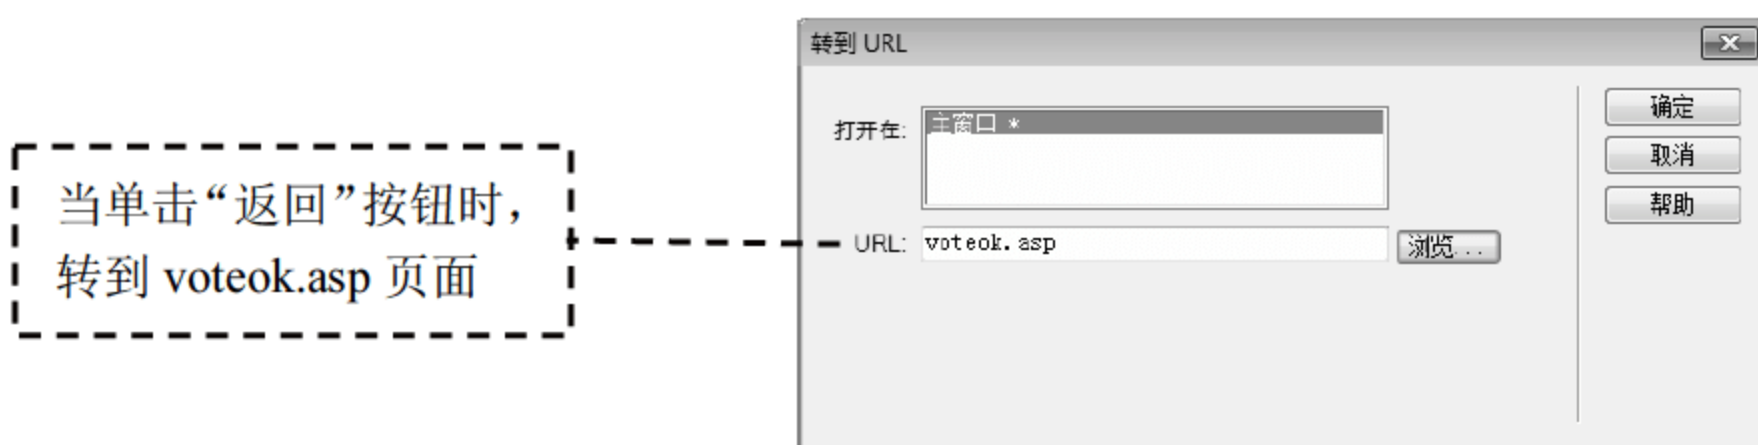 当单击“返回”按钮时，
转到 voteok.asp 页面
转到 URL
打开在:
主窗口 *
URL:
voteok.asp
浏览...
确定
取消
帮助